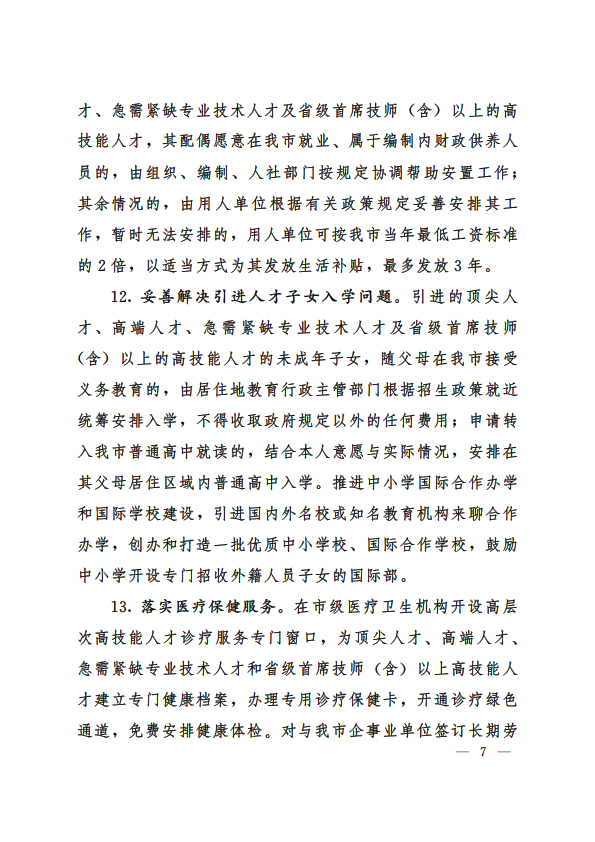 才、急需紧缺专业技术人才及省级首席技师（含）以上的高
技能人才，其配偶愿意在我市就业、属于编制内财政供养人
员的，由组织、编制、人社部门按规定协调帮助安置工作；
其余情况的，由用人单位根据有关政策规定妥善安排其工
作，暂时无法安排的，用人单位可按我市当年最低工资标准
的 2 倍，以适当方式为其发放生活补贴，最多发放 3 年。
12. 妥善解决引进人才子女入学问题。引进的顶尖人
才、高端人才、急需紧缺专业技术人才及省级首席技师
（含）以上的高技能人才的未成年子女，随父母在我市接受
义务教育的，由居住地教育行政主管部门根据招生政策就近
统筹安排入学，不得收取政府规定以外的任何费用；申请转
入我市普通高中就读的，结合本人意愿与实际情况，安排在
其父母居住区域内普通高中入学。推进中小学国际合作办学
和国际学校建设，引进国内外名校或知名教育机构来聊合作
办学，创办和打造一批优质中小学校、国际合作学校，鼓励
中小学开设专门招收外籍人员子女的国际部。
13. 落实医疗保健服务。在市级医疗卫生机构开设高层
次高技能人才诊疗服务专门窗口，为顶尖人才、高端人才、
急需紧缺专业技术人才和省级首席技师（含）以上高技能人
才建立专门健康档案，办理专用诊疗保健卡，开通诊疗绿色
通道，免费安排健康体检。对与我市企事业单位签订长期劳
— 7 —